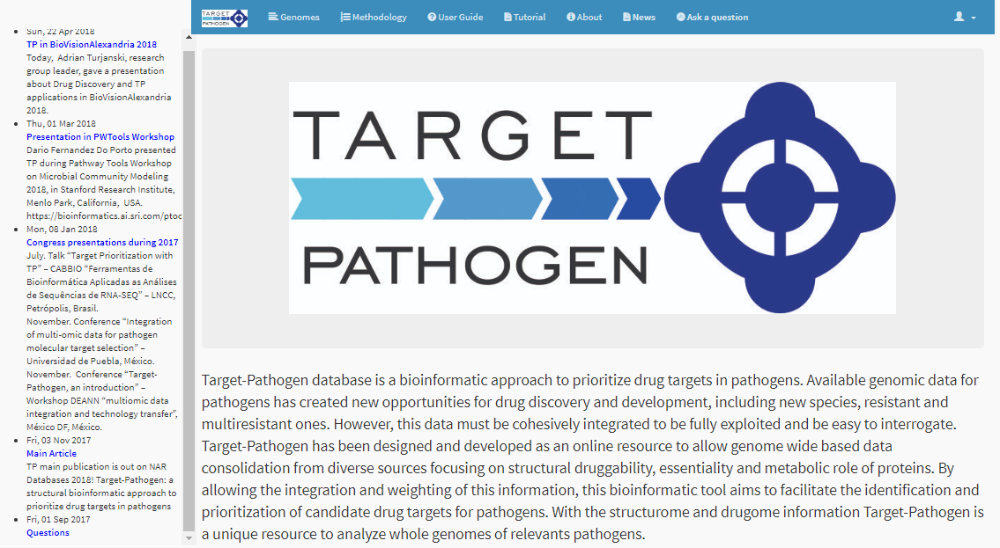 TARGET
PATHOGEN
Genomes
Methodology
User Guide
Tutorial
About
News
Ask a question
Sun, 22 Apr 2018
TP in BioVisionAlexandria 2018
Today, Adrian Turjanski, research
group leader, gave a presentation
about Drug Discovery and TP
applications in BioVisionAlexandria
2018.
Thu, 01 Mar 2018
Presentation in PWTools Workshop
Dario Fernandez Do Porto presented
TP during Pathway Tools Workshop
on Microbial Community Modeling
2018, in Stanford Research Institute,
Menlo Park, California, USA.
https://bioinformatics.ai.sri.com/ptoc
Mon, 08 Jan 2018
Congress presentations during 2017
July. Talk “Target Prioritization with
TP” – CABBIO “Ferramentas de
Bioinformática Aplicadas as Análises
de Sequências de RNA-SEQ” – LNCC,
Petrópolis, Brasil.
November. Conference “Integration
of multi-omic data for pathogen
molecular target selection” –
Universidad de Puebla, México.
November. Conference “Target-
Pathogen, an introduction” –
Workshop DEANN “multiomic data
integration and technology transfer”,
México DF, México.
Fri, 03 Nov 2017
Main Article
TP main publication is out on NAR
Databases 2018! Target-Pathogen: a
structural bioinformatic approach to
prioritize drug targets in pathogens
Fri, 01 Sep 2017
Questions
TARGET
PATHOGEN
Target-Pathogen database is a bioinformatic approach to prioritize drug targets in pathogens. Available genomic data for
pathogens has created new opportunities for drug discovery and development, including new species, resistant and
multiresistant ones. However, this data must be cohesively integrated to be fully exploited and be easy to interrogate.
Target-Pathogen has been designed and developed as an online resource to allow genome wide based data
consolidation from diverse sources focusing on structural druggability, essentiality and metabolic role of proteins. By
allowing the integration and weighting of this information, this bioinformatic tool aims to facilitate the identification and
prioritization of candidate drug targets for pathogens. With the structurome and drugome information Target-Pathogen is
a unique resource to analyze whole genomes of relevants pathogens.